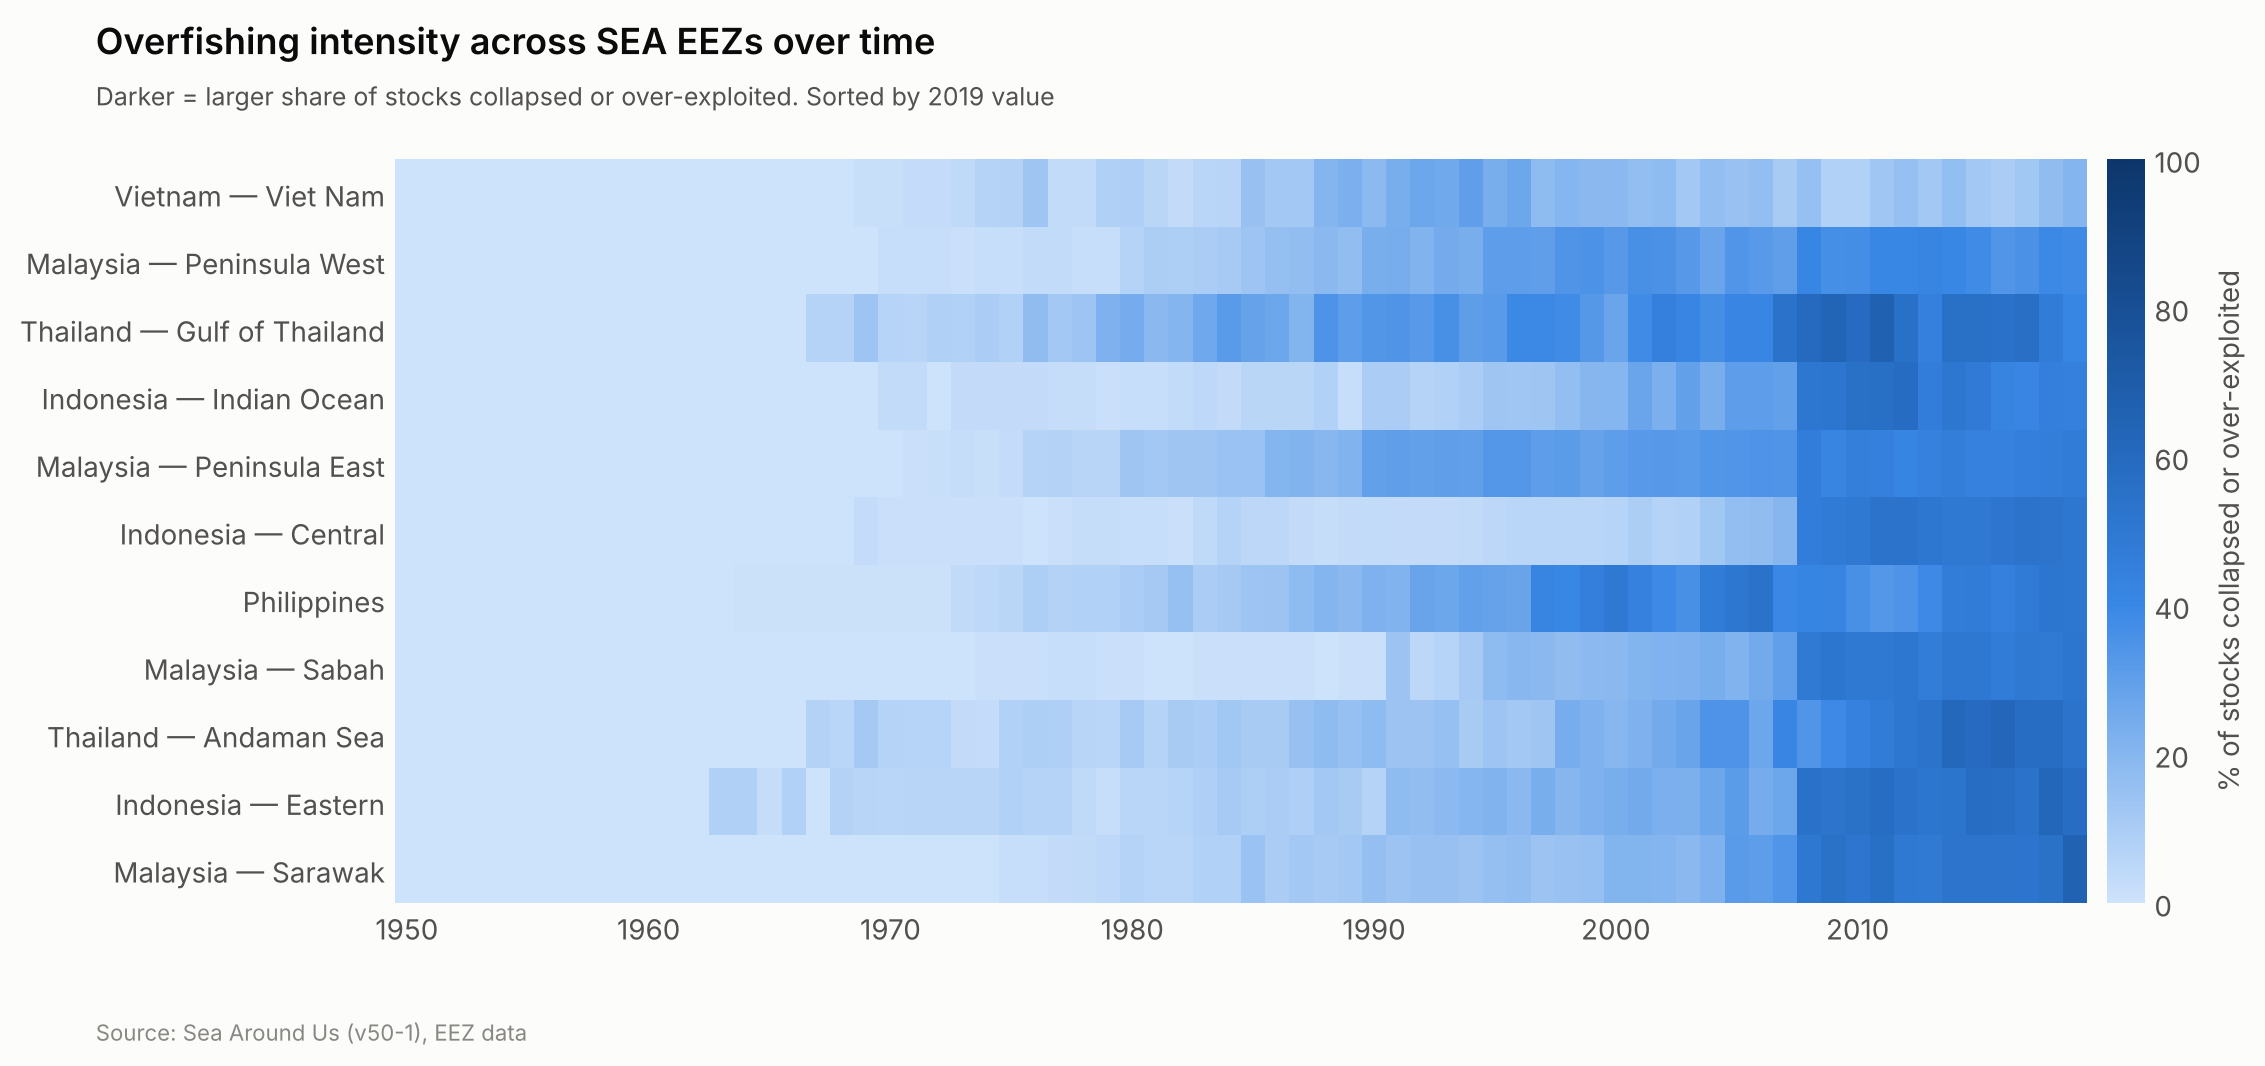 Overfishing intensity across SEA EEZs over time
Darker = larger share of stocks collapsed or over-exploited. Sorted by 2019 value
Vietnam — Viet Nam
Malaysia — Peninsula West
Thailand — Gulf of Thailand
Indonesia — Indian Ocean
Malaysia — Peninsula East
Indonesia — Central
Philippines
Malaysia — Sabah
Thailand — Andaman Sea
Indonesia — Eastern
Malaysia — Sarawak
1950 1960 1970 1980 1990 2000 2010
100
80
60
40
20
0
% of stocks collapsed or over-exploited
Source: Sea Around Us (v50-1), EEZ data